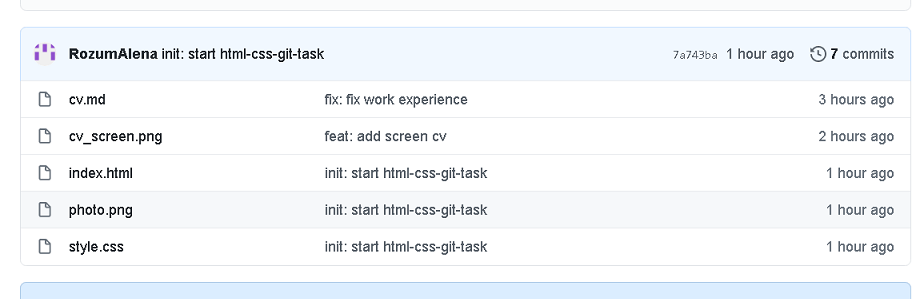 RozumAlena init: start html-css-git-task 7a743ba 1 hour ago 7 commits
cv.md fix: fix work experience 3 hours ago
cv_screen.png feat: add screen cv 2 hours ago
index.html init: start html-css-git-task 1 hour ago
photo.png init: start html-css-git-task 1 hour ago
style.css init: start html-css-git-task 1 hour ago